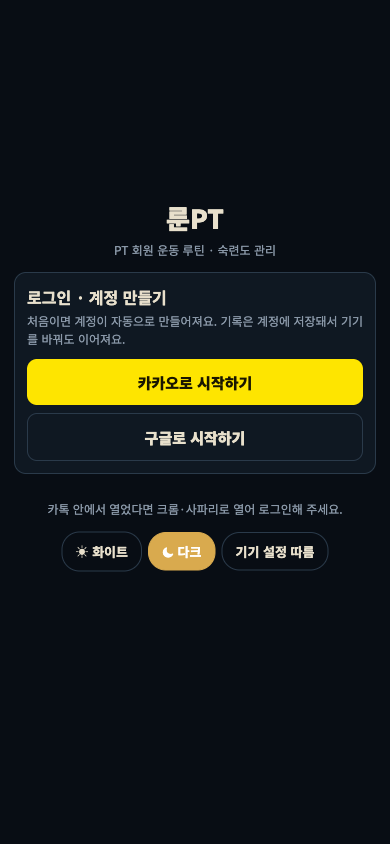 룬PT
PT 회원 운동 루틴 · 숙련도 관리
로그인 · 계정 만들기
처음이면 계정이 자동으로 만들어져요. 기록은 계정에 저장돼서 기기
를 바꿔도 이어져요.
카카오로 시작하기
구글로 시작하기
카톡 안에서 열었다면 크롬·사파리로 열어 로그인해 주세요.
☀ 화이트 🌙 다크 기기 설정 따름